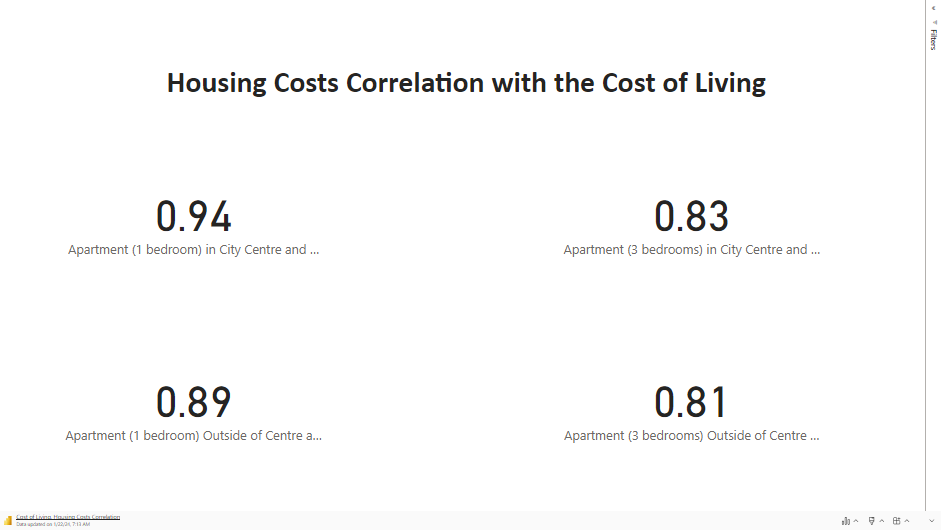 Filters
Housing Costs Correlation with the Cost of Living
0.94
Apartment (1 bedroom) in City Centre and ...
0.83
Apartment (3 bedrooms) in City Centre and ...
0.89
Apartment (1 bedroom) Outside of Centre a...
0.81
Apartment (3 bedrooms) Outside of Centre ...
Cost of Living, Housing Costs Correlation
Data updated on 1/22/24, 7:13 AM